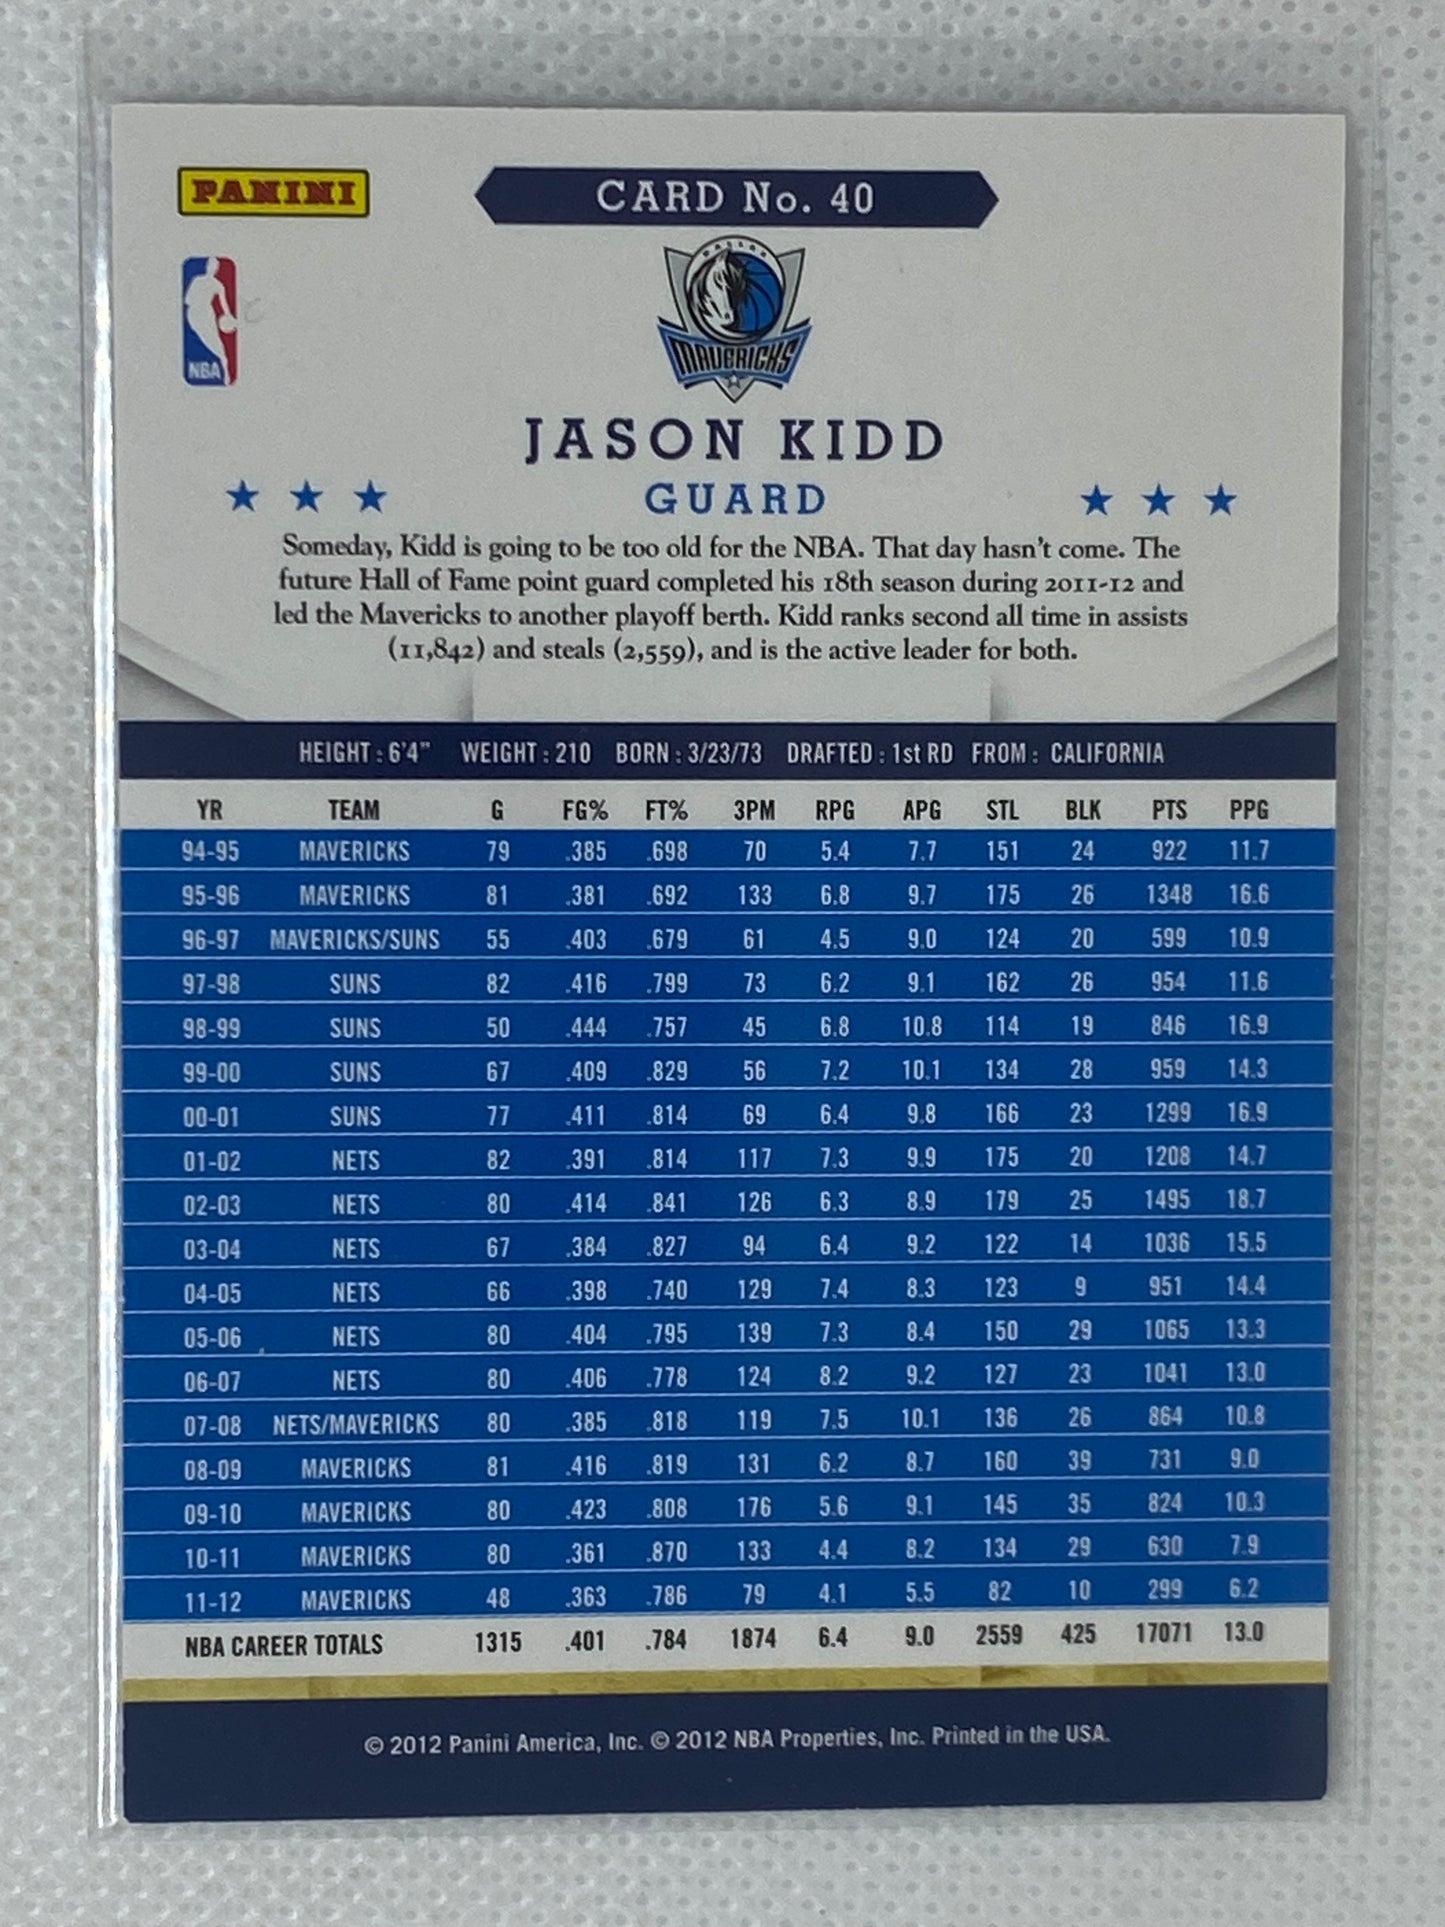 PANINI
CARD No. 40
NBA
DALLAS
MAVERICKS
JASON KIDD
GUARD
Someday, Kidd is going to be too old for the NBA. That day hasn't come. The
future Hall of Fame point guard completed his 18th season during 2011-12 and
led the Mavericks to another playoff berth. Kidd ranks second all time in assists
(11,842) and steals (2,559), and is the active leader for both.
HEIGHT : 6'4" WEIGHT : 210 BORN : 3/23/73 DRAFTED : 1st RD FROM : CALIFORNIA
YR TEAM G FG% FT% 3PM RPG APG STL BLK PTS PPG
94-95 MAVERICKS 79 .385 .698 70 5.4 7.7 151 24 922 11.7
95-96 MAVERICKS 81 .381 .692 133 6.8 9.7 175 26 1348 16.6
96-97 MAVERICKS/SUNS 55 .403 .679 61 4.5 9.0 124 20 599 10.9
97-98 SUNS 82 .416 .799 73 6.2 9.1 162 26 954 11.6
98-99 SUNS 50 .444 .757 45 6.8 10.8 114 19 846 16.9
99-00 SUNS 67 .409 .829 56 7.2 10.1 134 28 959 14.3
00-01 SUNS 77 .411 .814 69 6.4 9.8 166 23 1299 16.9
01-02 NETS 82 .391 .814 117 7.3 9.9 175 20 1208 14.7
02-03 NETS 80 .414 .841 126 6.3 8.9 179 25 1495 18.7
03-04 NETS 67 .384 .827 94 6.4 9.2 122 14 1036 15.5
04-05 NETS 66 .398 .740 129 7.4 8.3 123 9 951 14.4
05-06 NETS 80 .404 .795 139 7.3 8.4 150 29 1065 13.3
06-07 NETS 80 .406 .778 124 8.2 9.2 127 23 1041 13.0
07-08 NETS/MAVERICKS 80 .385 .818 119 7.5 10.1 136 26 864 10.8
08-09 MAVERICKS 81 .416 .819 131 6.2 8.7 160 39 731 9.0
09-10 MAVERICKS 80 .423 .808 176 5.6 9.1 145 35 824 10.3
10-11 MAVERICKS 80 .361 .870 133 4.4 8.2 134 29 630 7.9
11-12 MAVERICKS 48 .363 .786 79 4.1 5.5 82 10 299 6.2
NBA CAREER TOTALS 1315 .401 .784 1874 6.4 9.0 2559 425 17071 13.0
© 2012 Panini America, Inc. © 2012 NBA Properties, Inc. Printed in the USA.